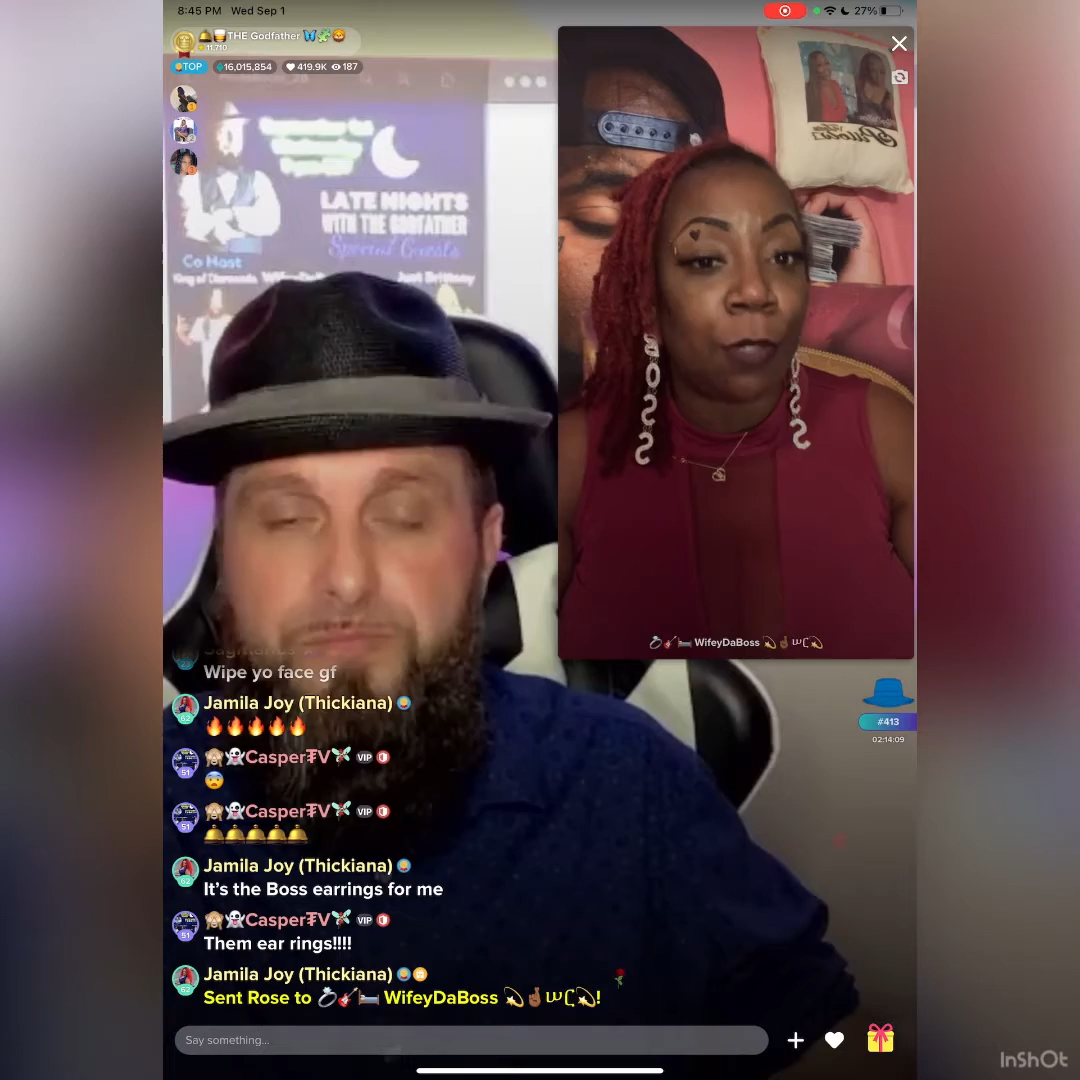 8:45 PM Wed Sep 1
27%
🔔🥃THE Godfather 🦋🧩🦁
11,710
TOP 16,015,854 419.9K 187
LATE NIGHTS
WITH THE GODFATHER
Special Guests
Co Host
King of Diamonds
💍🎸🛏️ WifeyDaBoss 💫🤞🏾𐌔ⵎ💫
#413
02:14:09
Wipe yo face gf
Jamila Joy (Thickiana)
🔥🔥🔥🔥🔥
🙈👻Casper₮V VIP
😨
🙈👻Casper₮V VIP
🔔🔔🔔🔔🔔
Jamila Joy (Thickiana)
It's the Boss earrings for me
🙈👻Casper₮V VIP
Them ear rings!!!!
Jamila Joy (Thickiana)
Sent Rose to 💍🎸🛏️ WifeyDaBoss 💫🤞🏾!
Say something...
InShOt